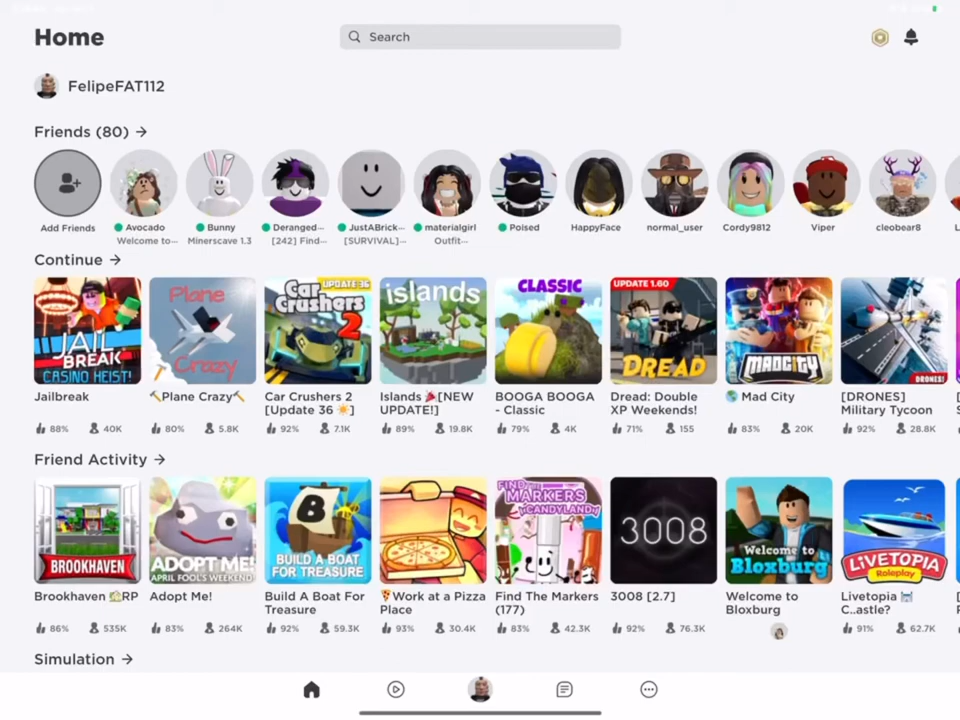 Home
Search
FelipeFAT112
Friends (80) →
Add Friends
Avocado
Welcome to...
Bunny
Minerscave 1.3
Deranged...
[242] Find...
JustABrick...
[SURVIVAL]...
materialgirl
Outfit...
Poised
HappyFace
normal_user
Cordy9812
Viper
cleobear8
Continue →
JAIL
BREAK
CASINO HEIST!
Plane
Crazy
UPDATE 36
Car
Crushers
2
islands
CLASSIC
UPDATE 1.60
DREAD
MADCITY
DRONES!
Jailbreak
🔨Plane Crazy🔨
Car Crushers 2
[Update 36 ☀️]
Islands 🎉[NEW
UPDATE!]
BOOGA BOOGA
- Classic
Dread: Double
XP Weekends!
🌎 Mad City
[DRONES]
Military Tycoon
88% 40K
80% 5.8K
92% 7.1K
89% 19.8K
79% 4K
71% 155
83% 20K
92% 28.8K
Friend Activity →
BROOKHAVEN
ADOPT ME!
APRIL FOOL'S WEEKEND!
B
BUILD A BOAT
FOR TREASURE
FIND THE
MARKERS
CANDYLAND
3008
Welcome to
Bloxburg
LIVETOPIA
Roleplay
Brookhaven 🏡RP
Adopt Me!
Build A Boat For
Treasure
🍕Work at a Pizza
Place
Find The Markers
(177)
3008 [2.7]
Welcome to
Bloxburg
Livetopia 🏰
C..astle?
86% 535K
83% 264K
92% 59.3K
93% 30.4K
83% 42.3K
92% 76.3K
91% 62.7K
Simulation →